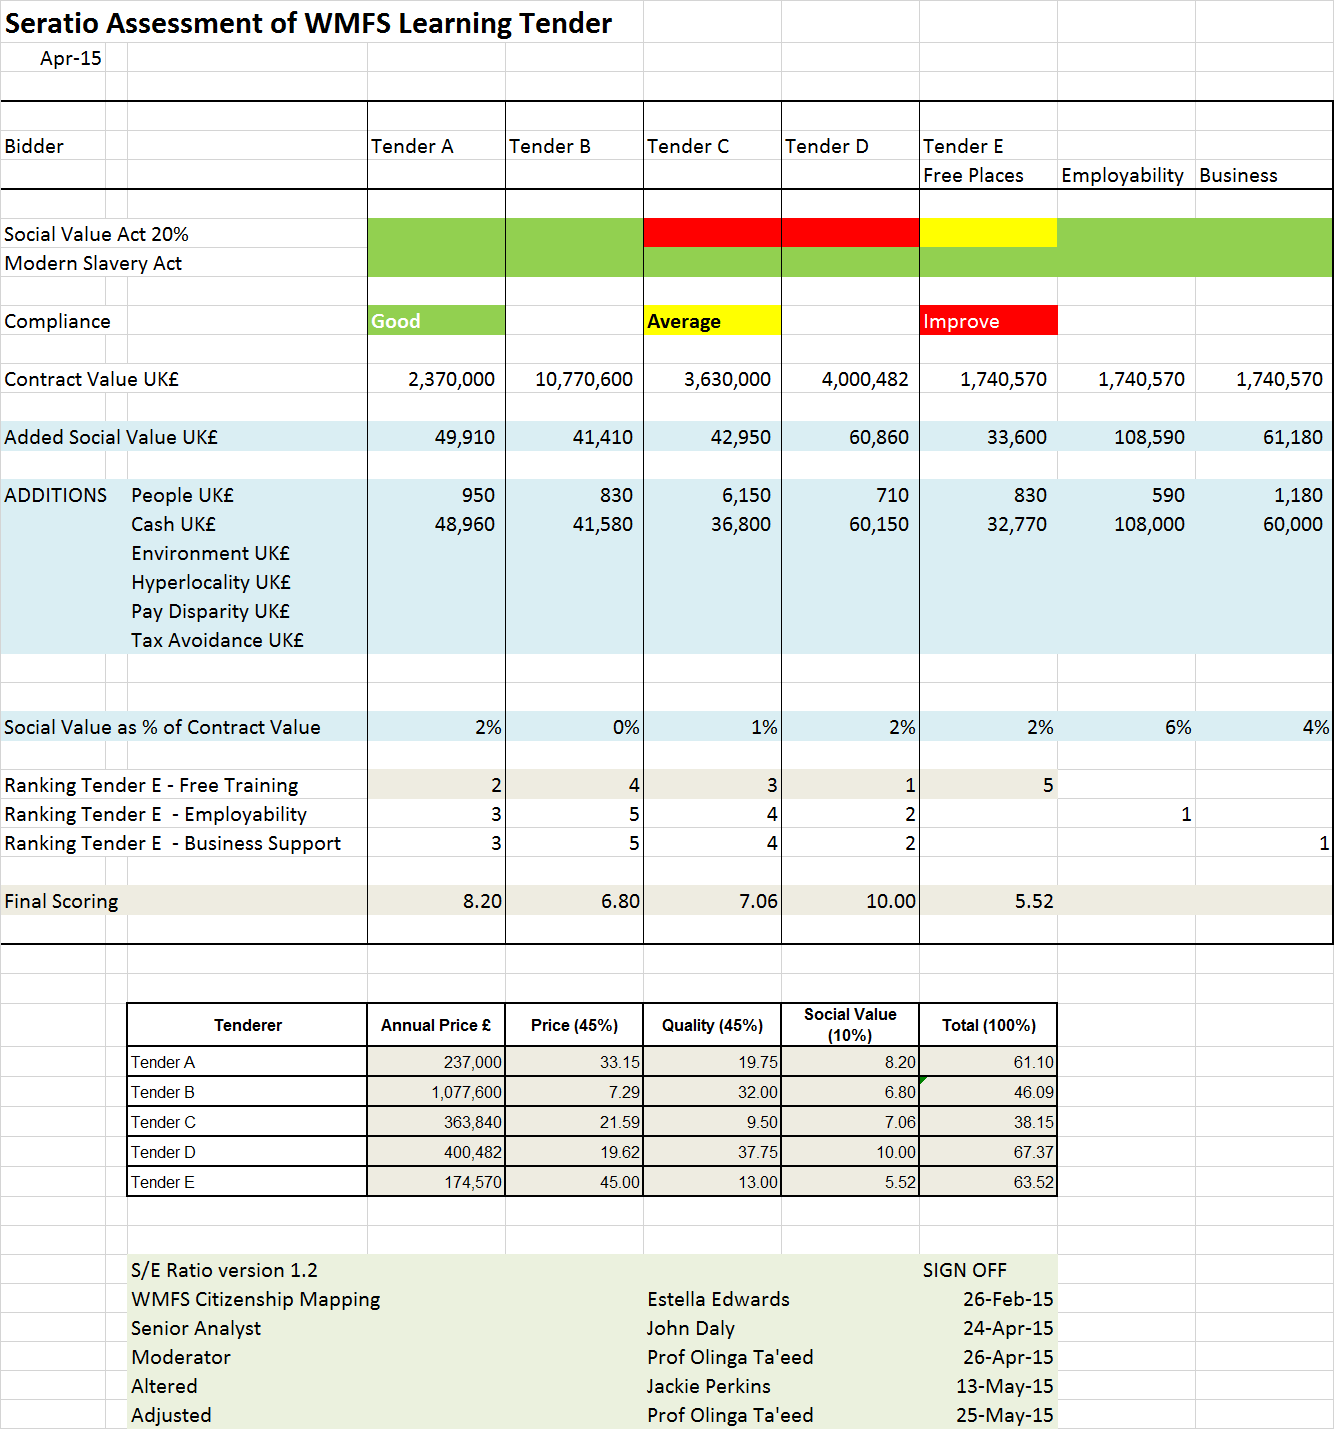 Seratio Assessment of WMFS Learning Tender
Apr-15
Bidder Tender A Tender B Tender C Tender D Tender E
Free Places Employability Business
Social Value Act 20%
Modern Slavery Act
Compliance Good Average Improve
Contract Value UK£ 2,370,000 10,770,600 3,630,000 4,000,482 1,740,570 1,740,570 1,740,570
Added Social Value UK£ 49,910 41,410 42,950 60,860 33,600 108,590 61,180
ADDITIONS People UK£ 950 830 6,150 710 830 590 1,180
Cash UK£ 48,960 41,580 36,800 60,150 32,770 108,000 60,000
Environment UK£
Hyperlocality UK£
Pay Disparity UK£
Tax Avoidance UK£
Social Value as % of Contract Value 2% 0% 1% 2% 2% 6% 4%
Ranking Tender E - Free Training 2 4 3 1 5
Ranking Tender E - Employability 3 5 4 2 1
Ranking Tender E - Business Support 3 5 4 2 1
Final Scoring 8.20 6.80 7.06 10.00 5.52
Tenderer Annual Price £ Price (45%) Quality (45%) Social Value (10%) Total (100%)
Tender A 237,000 33.15 19.75 8.20 61.10
Tender B 1,077,600 7.29 32.00 6.80 46.09
Tender C 363,840 21.59 9.50 7.06 38.15
Tender D 400,482 19.62 37.75 10.00 67.37
Tender E 174,570 45.00 13.00 5.52 63.52
S/E Ratio version 1.2 SIGN OFF
WMFS Citizenship Mapping Estella Edwards 26-Feb-15
Senior Analyst John Daly 24-Apr-15
Moderator Prof Olinga Ta'eed 26-Apr-15
Altered Jackie Perkins 13-May-15
Adjusted Prof Olinga Ta'eed 25-May-15